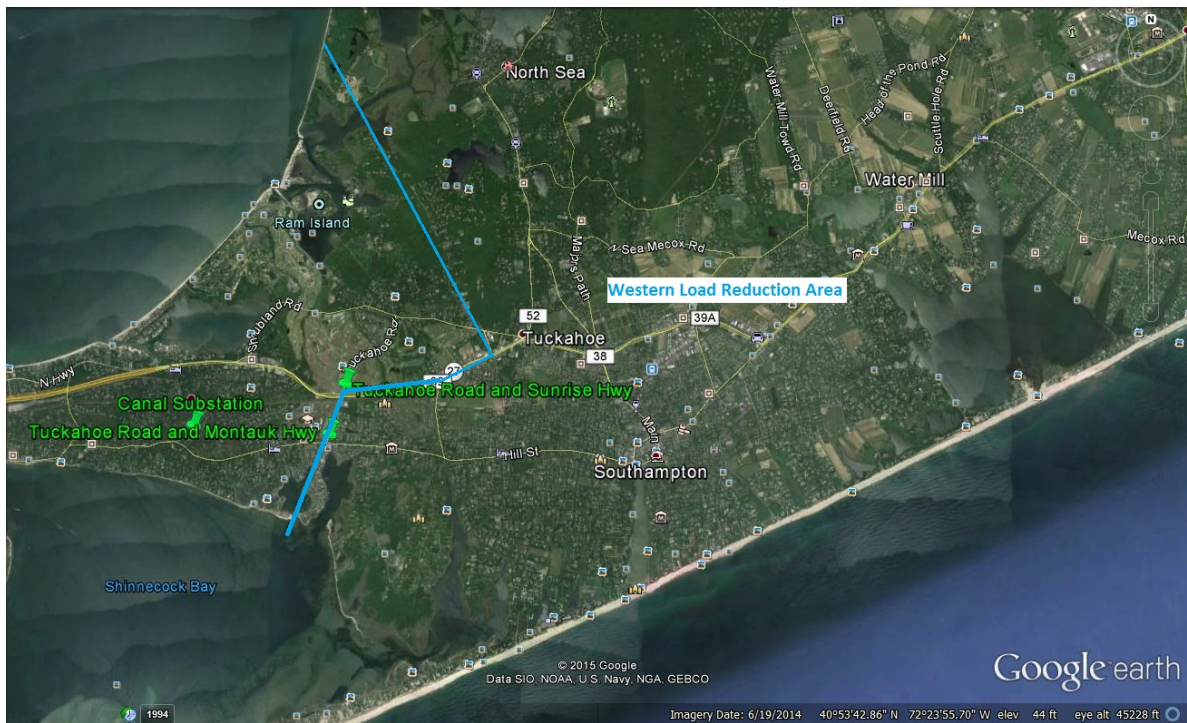 N
North Sea
Head of the Pond Rd
Water Mill Towd Rd
Deerfield Rd
Scuttle Hole Rd
Water Mill
Ram Island
Mecox Rd
Sea Mecox Rd
Majors Path
Western Load Reduction Area
Shrubland Rd
52
39A
Tuckahoe
Tuckahoe Rd
38
27
N Hwy
Tuckahoe Road and Sunrise Hwy
Canal Substation
Tuckahoe Road and Montauk Hwy
Hill St
Main
Southampton
Shinnecock Bay
© 2015 Google
Data SIO, NOAA, U.S. Navy, NGA, GEBCO
Google earth
1994
Imagery Date: 6/19/2014 40°53'42.86" N 72°23'55.70" W elev 44 ft eye alt 45228 ft